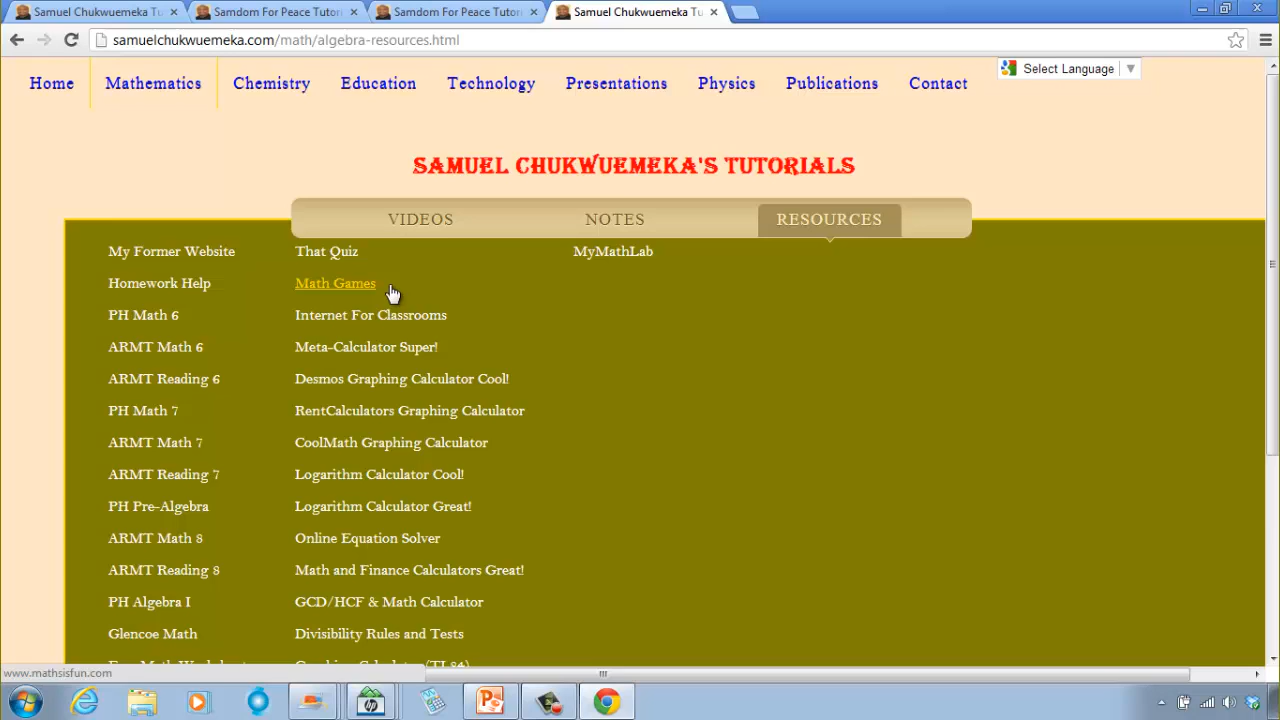 Samuel Chukwuemeka Tu
Samdom For Peace Tutor
Samdom For Peace Tutor
Samuel Chukwuemeka Tu
samuelchukwuemeka.com/math/algebra-resources.html
Home Mathematics Chemistry Education Technology Presentations Physics Publications Contact
Select Language
SAMUEL CHUKWUEMEKA'S TUTORIALS
VIDEOS NOTES RESOURCES
My Former Website
Homework Help
PH Math 6
ARMT Math 6
ARMT Reading 6
PH Math 7
ARMT Math 7
ARMT Reading 7
PH Pre-Algebra
ARMT Math 8
ARMT Reading 8
PH Algebra I
Glencoe Math
That Quiz
Math Games
Internet For Classrooms
Meta-Calculator Super!
Desmos Graphing Calculator Cool!
RentCalculators Graphing Calculator
CoolMath Graphing Calculator
Logarithm Calculator Cool!
Logarithm Calculator Great!
Online Equation Solver
Math and Finance Calculators Great!
GCD/HCF & Math Calculator
Divisibility Rules and Tests
Graphing Calculator (TI 84)
MyMathLab
www.mathsisfun.com